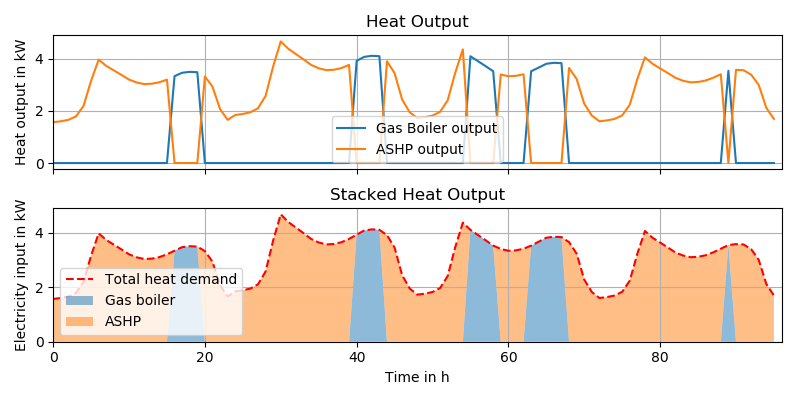 Heat Output
Heat output in kW
4
2
0
Gas Boiler output
ASHP output
Stacked Heat Output
Electricity input in kW
4
2
0
Total heat demand
Gas boiler
ASHP
0 20 40 60 80
Time in h